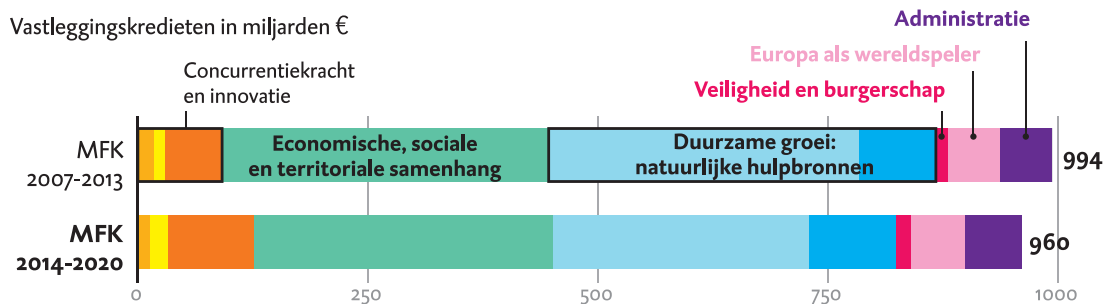 Vastleggingskredieten in miljarden €
Administratie
Europa als wereldspeler
Veiligheid en burgerschap
Concurrentiekracht
en innovatie
MFK
2007-2013
Economische, sociale
en territoriale samenhang
Duurzame groei:
natuurlijke hulpbronnen
994
MFK
2014-2020
960
0 250 500 750 1000